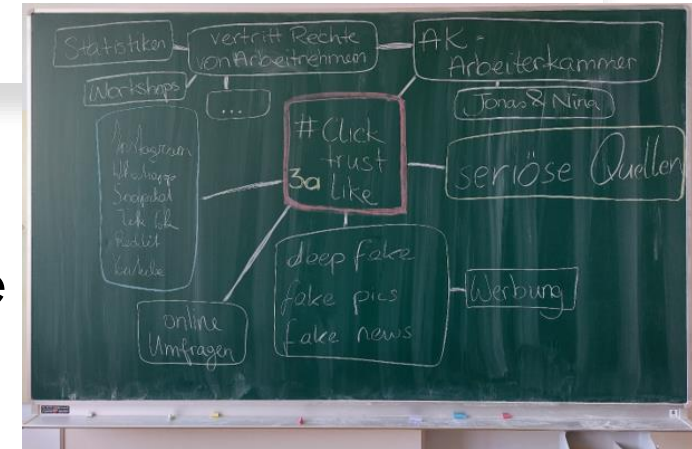 Statistiken
vertritt Rechte
von Arbeitnehmern
AK -
Arbeiterkammer
Workshops
...
Jonas & Nina
# Click
trust
3a like
seriöse Quellen
Instagram
Whatsapp
Snapchat
Tik Tok
Reddit
Youtube
deep fake
fake pics
fake news
Werbung
online
Umfragen
e